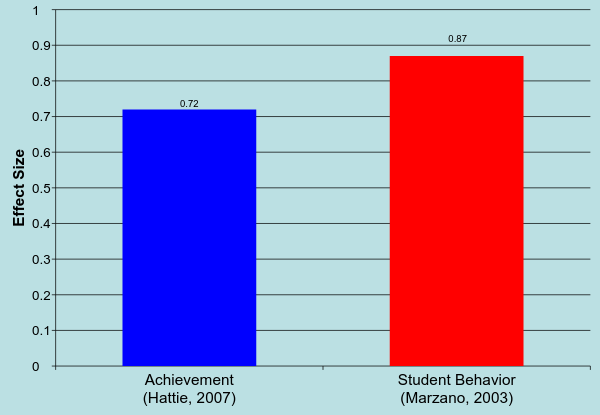 1
0.9
0.8
0.7
0.6
0.5
0.4
0.3
0.2
0.1
0
Effect Size
0.72
0.87
Achievement
(Hattie, 2007)
Student Behavior
(Marzano, 2003)